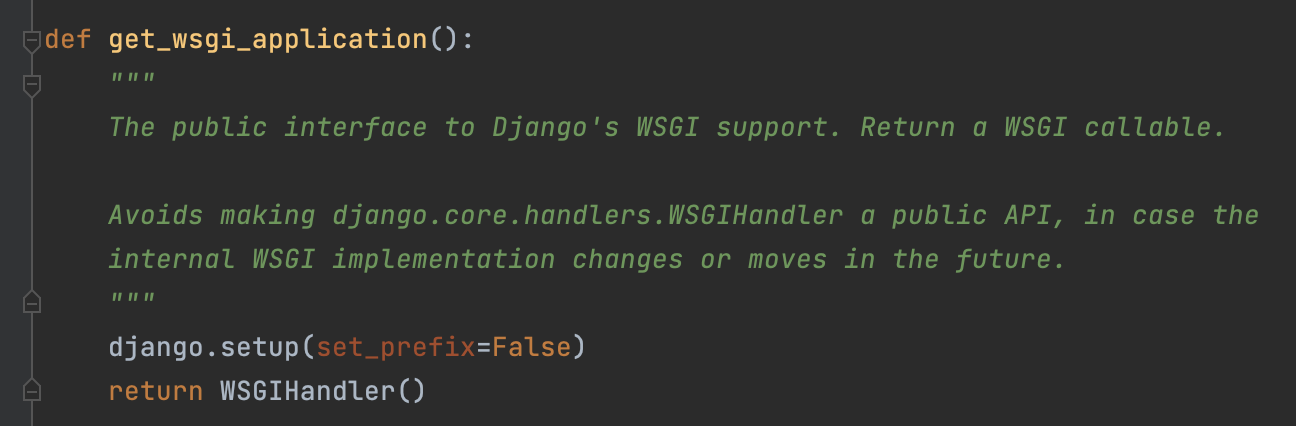 def get_wsgi_application():
"""
The public interface to Django's WSGI support. Return a WSGI callable.
Avoids making django.core.handlers.WSGIHandler a public API, in case the
internal WSGI implementation changes or moves in the future.
"""
django.setup(set_prefix=False)
return WSGIHandler()